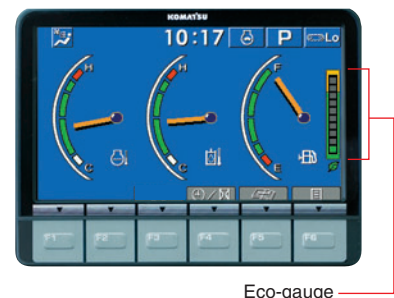 KOMATSU
10:17 P Lo
H H F
C C E
F1 F2 F3 F4 F5 F6
Eco-gauge